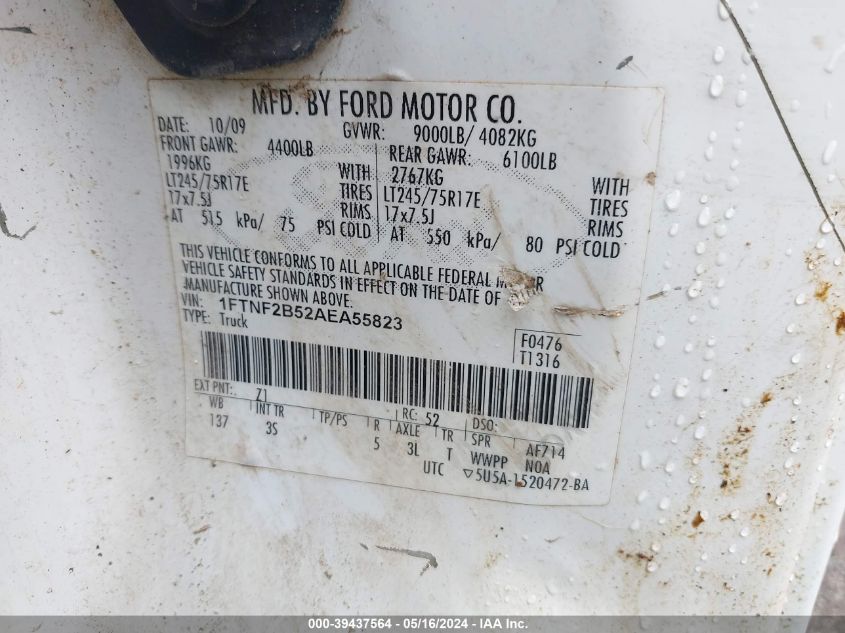 MFD. BY FORD MOTOR CO.
DATE: 10/09 GVWR: 9000LB/ 4082KG
FRONT GAWR: 4400LB REAR GAWR: 6100LB
1996KG WITH 2767KG WITH
LT245/75R17E TIRES LT245/75R17E TIRES
17x7.5J RIMS 17x7.5J RIMS
AT 515 kPa/ 75 PSI COLD AT 550 kPa/ 80 PSI COLD
THIS VEHICLE CONFORMS TO ALL APPLICABLE FEDERAL MOTOR
VEHICLE SAFETY STANDARDS IN EFFECT ON THE DATE OF
MANUFACTURE SHOWN ABOVE.
VIN: 1FTNF2B52AEA55823
TYPE: Truck
F0476
T1316
EXT PNT: Z1 RC: 52 DSO:
WB INT TR TP/PS R AXLE TR SPR AF714
137 3S 5 3L T WWPP NOA
UTC ▽5U5A-1520472-BA
000-39437564 - 05/16/2024 - IAA Inc.